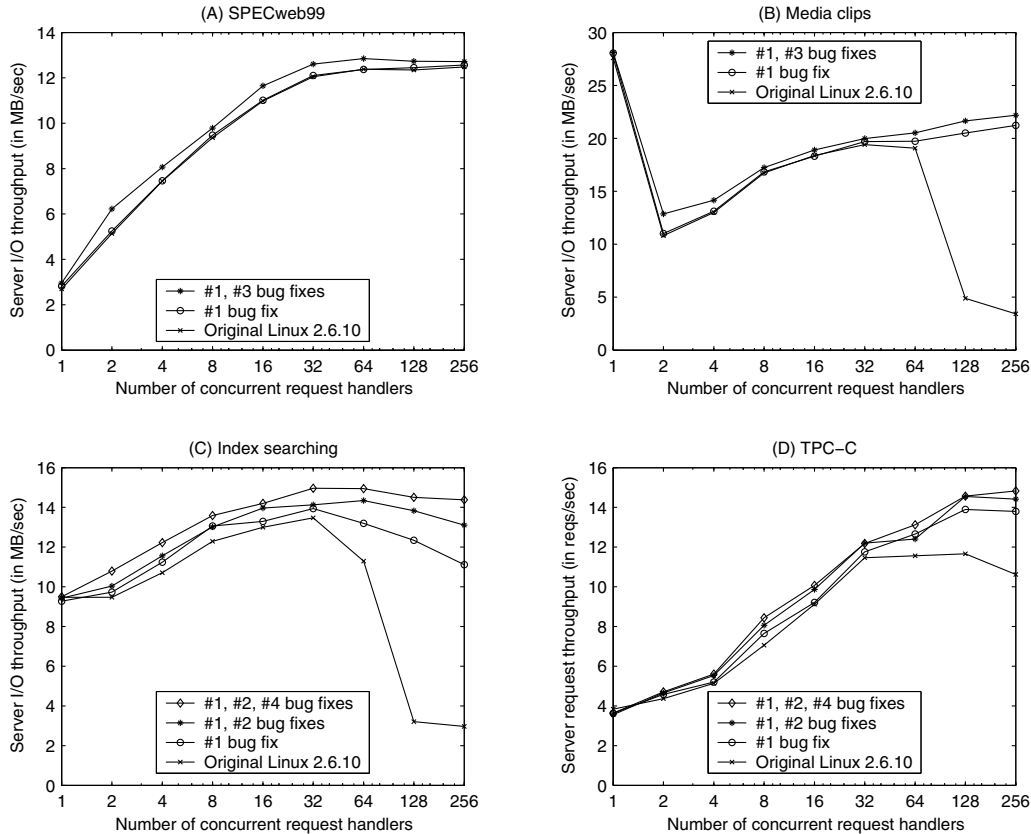 (A) SPECweb99
14
12
10
8
6
4
2
0
Server I/O throughput (in MB/sec)
#1, #3 bug fixes
#1 bug fix
Original Linux 2.6.10
1 2 4 8 16 32 64 128 256
Number of concurrent request handlers
(B) Media clips
30
25
20
15
10
5
0
Server I/O throughput (in MB/sec)
#1, #3 bug fixes
#1 bug fix
Original Linux 2.6.10
1 2 4 8 16 32 64 128 256
Number of concurrent request handlers
(C) Index searching
16
14
12
10
8
6
4
2
0
Server I/O throughput (in MB/sec)
#1, #2, #4 bug fixes
#1, #2 bug fixes
#1 bug fix
Original Linux 2.6.10
1 2 4 8 16 32 64 128 256
Number of concurrent request handlers
(D) TPC−C
16
14
12
10
8
6
4
2
0
Server request throughput (in reqs/sec)
#1, #2, #4 bug fixes
#1, #2 bug fixes
#1 bug fix
Original Linux 2.6.10
1 2 4 8 16 32 64 128 256
Number of concurrent request handlers